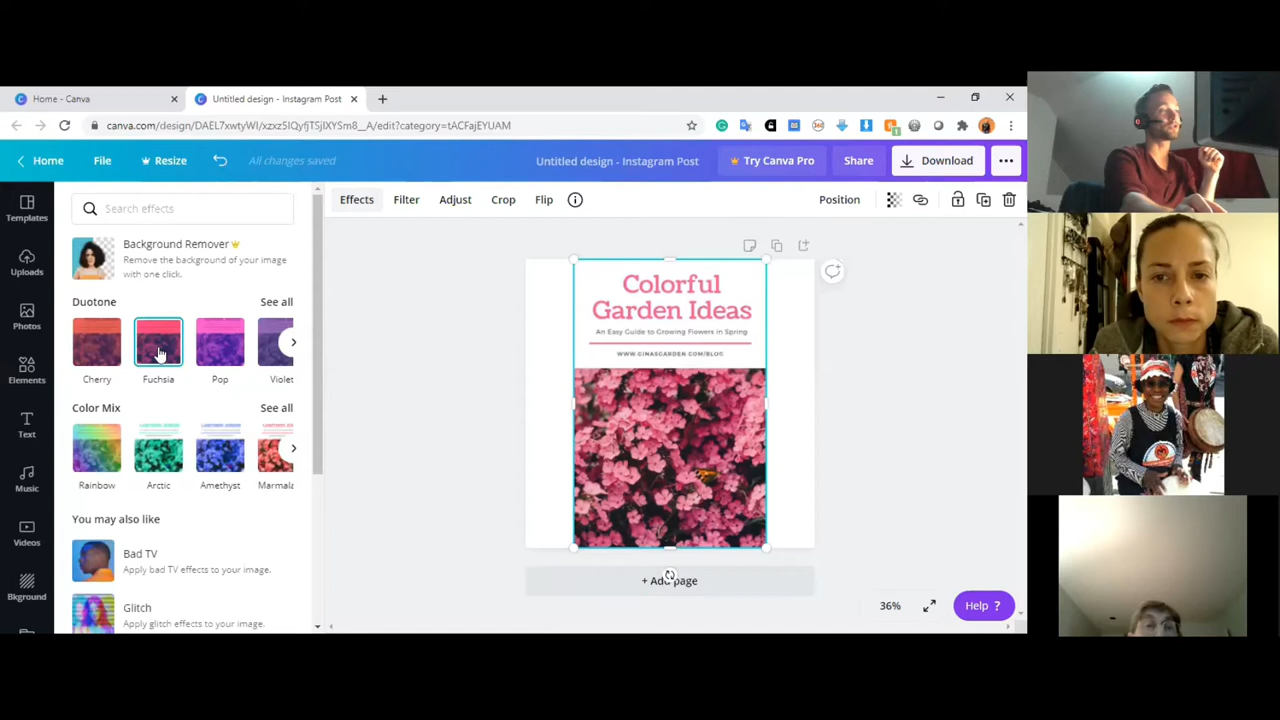 Home - Canva
Untitled design - Instagram Post
canva.com/design/DAEL7xwtyWI/xzxz5IQyfjTSjIXYSm8__A/edit?category=tACFajEYUAM
Home
File
Resize
All changes saved
Untitled design - Instagram Post
Try Canva Pro
Share
Download
Templates
Uploads
Photos
Elements
Text
Music
Videos
Bkground
Search effects
Background Remover
Remove the background of your image
with one click.
Duotone
See all
Cherry
Fuchsia
Pop
Violet
Color Mix
See all
Rainbow
Arctic
Amethyst
Marmala
You may also like
Bad TV
Apply bad TV effects to your image.
Glitch
Apply glitch effects to your image.
Effects
Filter
Adjust
Crop
Flip
Position
Colorful
Garden Ideas
An Easy Guide to Growing Flowers in Spring
WWW.GINASGARDEN.COM/BLOG
+ Add page
36%
Help ?